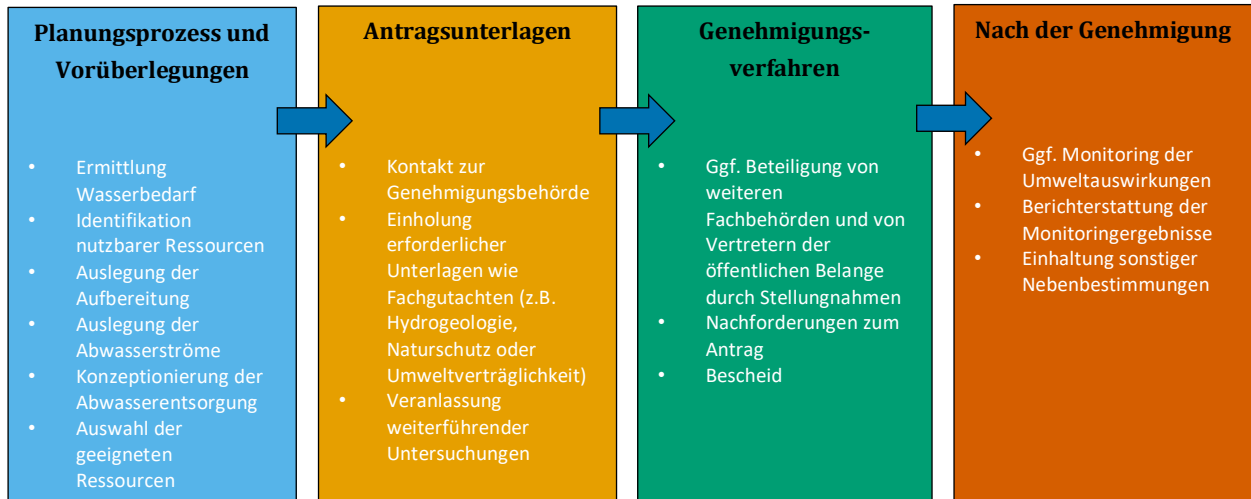 Planungsprozess und
Vorüberlegungen
• Ermittlung
Wasserbedarf
• Identifikation
nutzbarer Ressourcen
• Auslegung der
Aufbereitung
• Auslegung der
Abwasserströme
• Konzeptionierung der
Abwasserentsorgung
• Auswahl der
geeigneten
Ressourcen
Antragsunterlagen
• Kontakt zur
Genehmigungsbehörde
• Einholung
erforderlicher
Unterlagen wie
Fachgutachten (z.B.
Hydrogeologie,
Naturschutz oder
Umweltverträglichkeit)
• Veranlassung
weiterführender
Untersuchungen
Genehmigungs-
verfahren
• Ggf. Beteiligung von
weiteren
Fachbehörden und von
Vertretern der
öffentlichen Belange
durch Stellungnahmen
• Nachforderungen zum
Antrag
• Bescheid
Nach der Genehmigung
• Ggf. Monitoring der
Umweltauswirkungen
• Berichterstattung der
Monitoringergebnisse
• Einhaltung sonstiger
Nebenbestimmungen